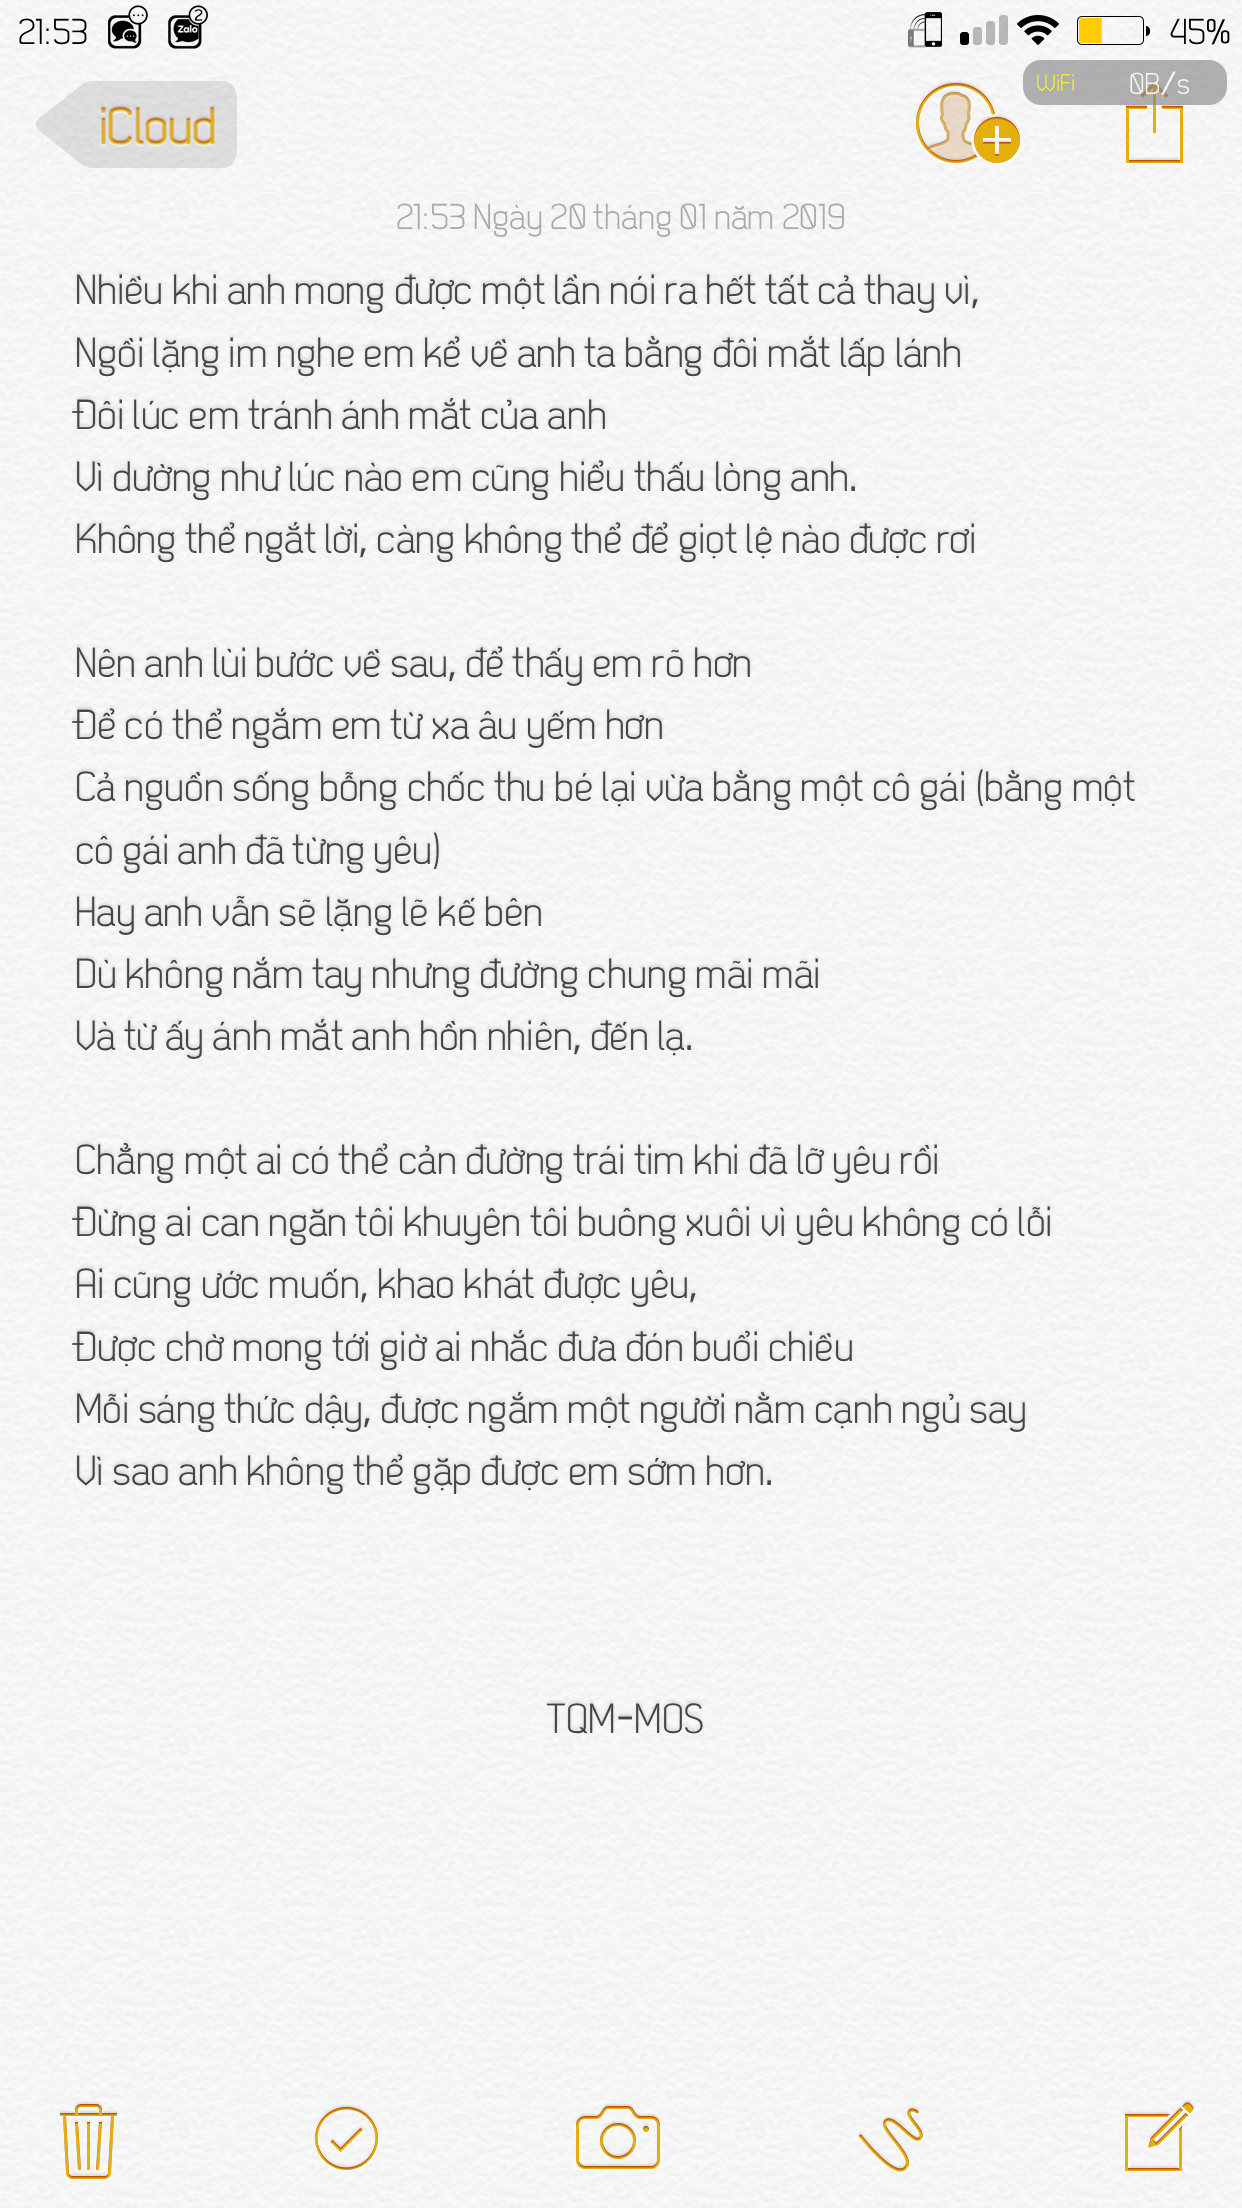 21:53
Zalo
2
45%
WiFi
0B/s
iCloud
21:53 Ngày 20 tháng 01 năm 2019
Nhiều khi anh mong được một lần nói ra hết tất cả thay vì,
Ngồi lặng im nghe em kể về anh ta bằng đôi mắt lấp lánh
Đôi lúc em tránh ánh mắt của anh
Vì dường như lúc nào em cũng hiểu thấu lòng anh.
Không thể ngắt lời, càng không thể để giọt lệ nào được rơi
Nên anh lùi bước về sau, để thấy em rõ hơn
Để có thể ngắm em từ xa âu yếm hơn
Cả nguồn sống bỗng chốc thu bé lại vừa bằng một cô gái (bằng một
cô gái anh đã từng yêu)
Hay anh vẫn sẽ lặng lẽ kế bên
Dù không nắm tay nhưng đường chung mãi mãi
Và từ ấy ánh mắt anh hồn nhiên, đến lạ.
Chẳng một ai có thể cản đường trái tim khi đã lỡ yêu rồi
Đừng ai can ngăn tôi khuyên tôi buông xuôi vì yêu không có lỗi
Ai cũng ước muốn, khao khát được yêu,
Được chờ mong tới giờ ai nhắc đưa đón buổi chiều
Mỗi sáng thức dậy, được ngắm một người nằm cạnh ngủ say
Vì sao anh không thể gặp được em sớm hơn.
TQM-MOS